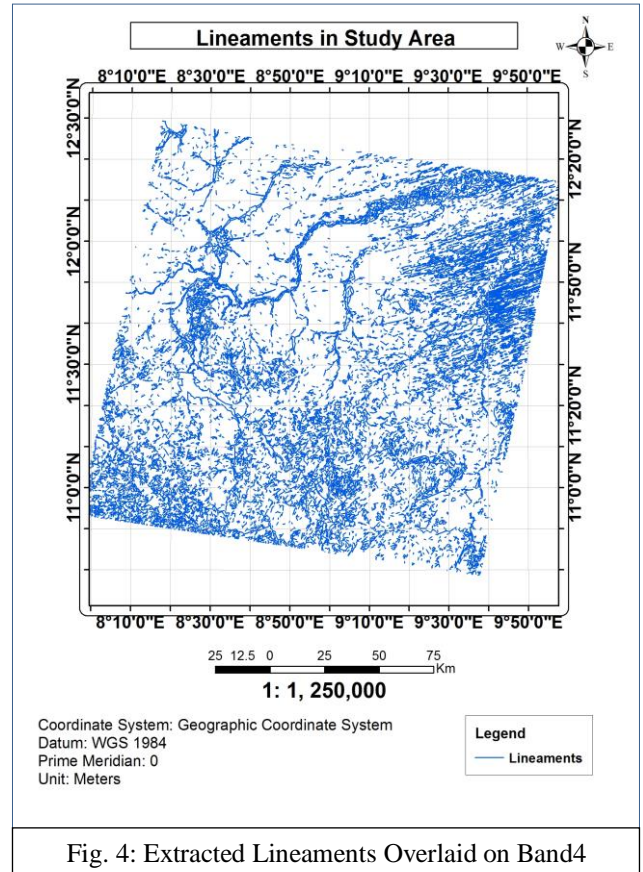 Lineaments in Study Area
N
W E
S
8°10'0"E 8°30'0"E 8°50'0"E 9°10'0"E 9°30'0"E 9°50'0"E
12°30'0"N
12°0'0"N
11°30'0"N
11°0'0"N
12°20'0"N
11°50'0"N
11°20'0"N
11°0'0"N
8°10'0"E 8°30'0"E 8°50'0"E 9°10'0"E 9°30'0"E 9°50'0"E
25 12.5 0 25 50 75
Km
1: 1, 250,000
Coordinate System: Geographic Coordinate System
Datum: WGS 1984
Prime Meridian: 0
Unit: Meters
Legend
Lineaments
Fig. 4: Extracted Lineaments Overlaid on Band4